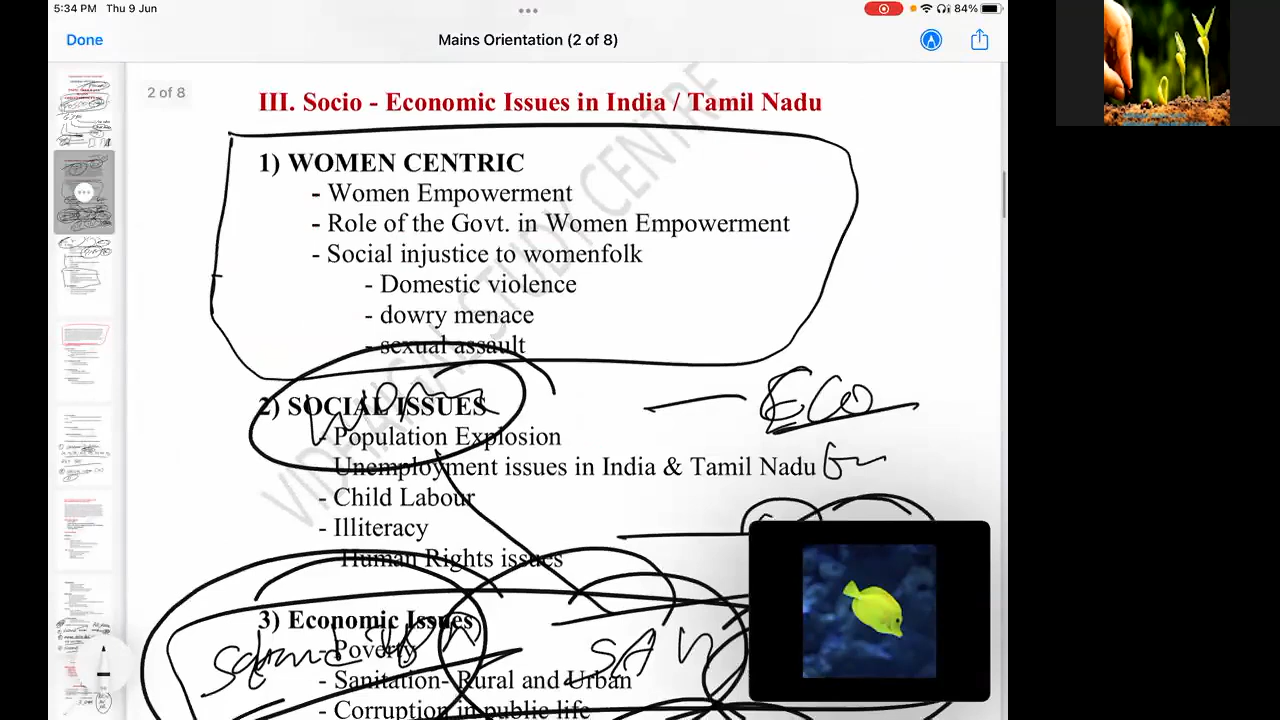 5:34 PM Thu 9 Jun
84%
Done
Mains Orientation (2 of 8)
2 of 8
III. Socio - Economic Issues in India / Tamil Nadu
1) WOMEN CENTRIC
- Women Empowerment
- Role of the Govt. in Women Empowerment
- Social injustice to womenfolk
- Domestic violence
- dowry menace
- sexual assault
2) SOCIAL ISSUES
ECO
- Population Explosion
- Unemployment issues in India & Tamil Nadu
- Child Labour
- Illiteracy
- Human Rights issues
3) Economic Issues
- Poverty
- Sanitation- Rural and Urban
- Corruption in public life
STUDY CENTRE